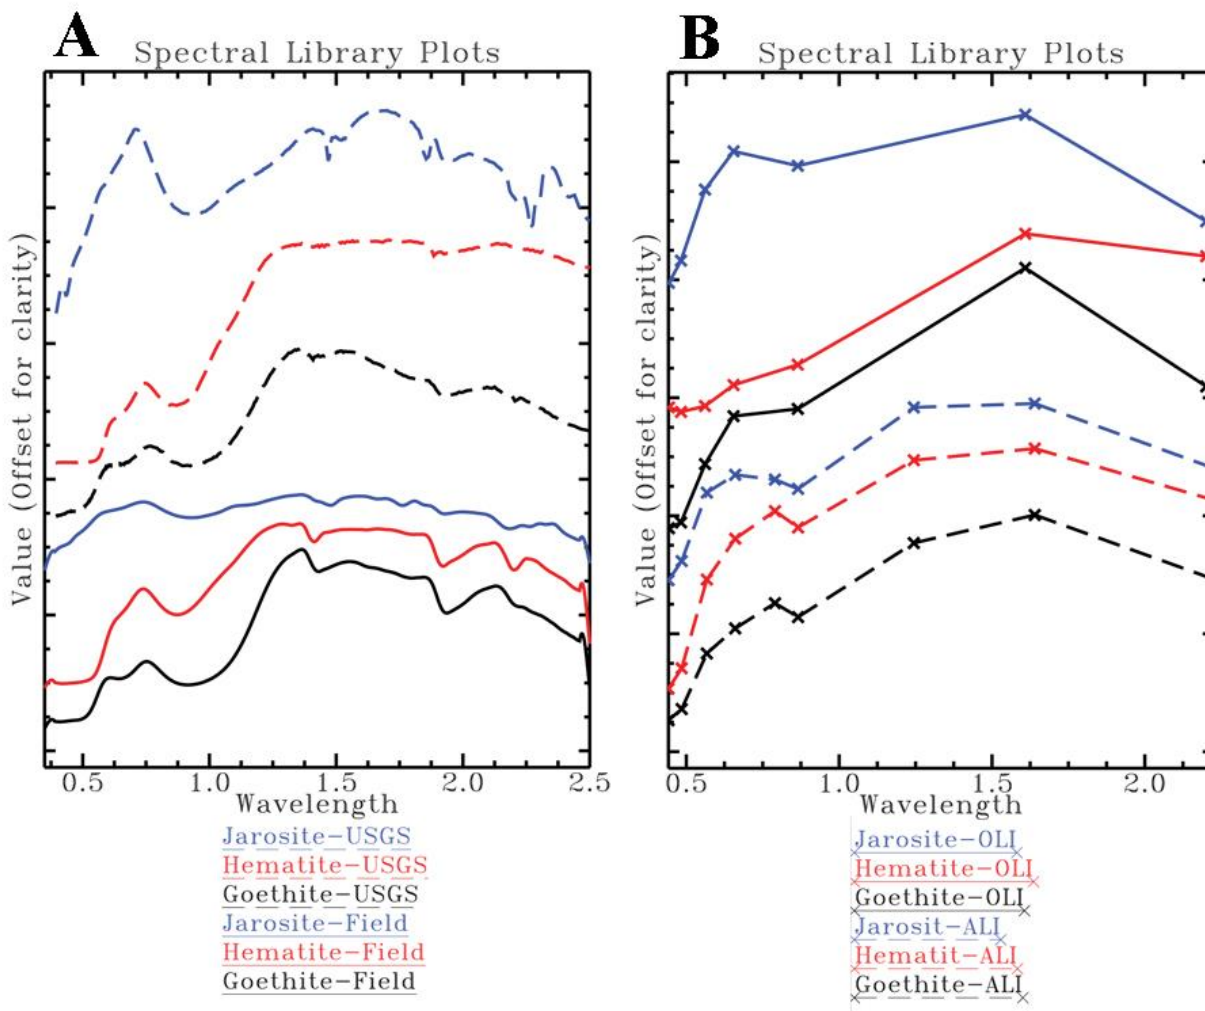 A
Spectral Library Plots
Value (Offset for clarity)
0.5 1.0 1.5 2.0 2.5
Wavelength
Jarosite-USGS
Hematite-USGS
Goethite-USGS
Jarosite-Field
Hematite-Field
Goethite-Field
B
Spectral Library Plots
Value (Offset for clarity)
0.5 1.0 1.5 2.0
Wavelength
Jarosite-OLI
Hematite-OLI
Goethite-OLI
Jarosit-ALI
Hematit-ALI
Goethite-ALI